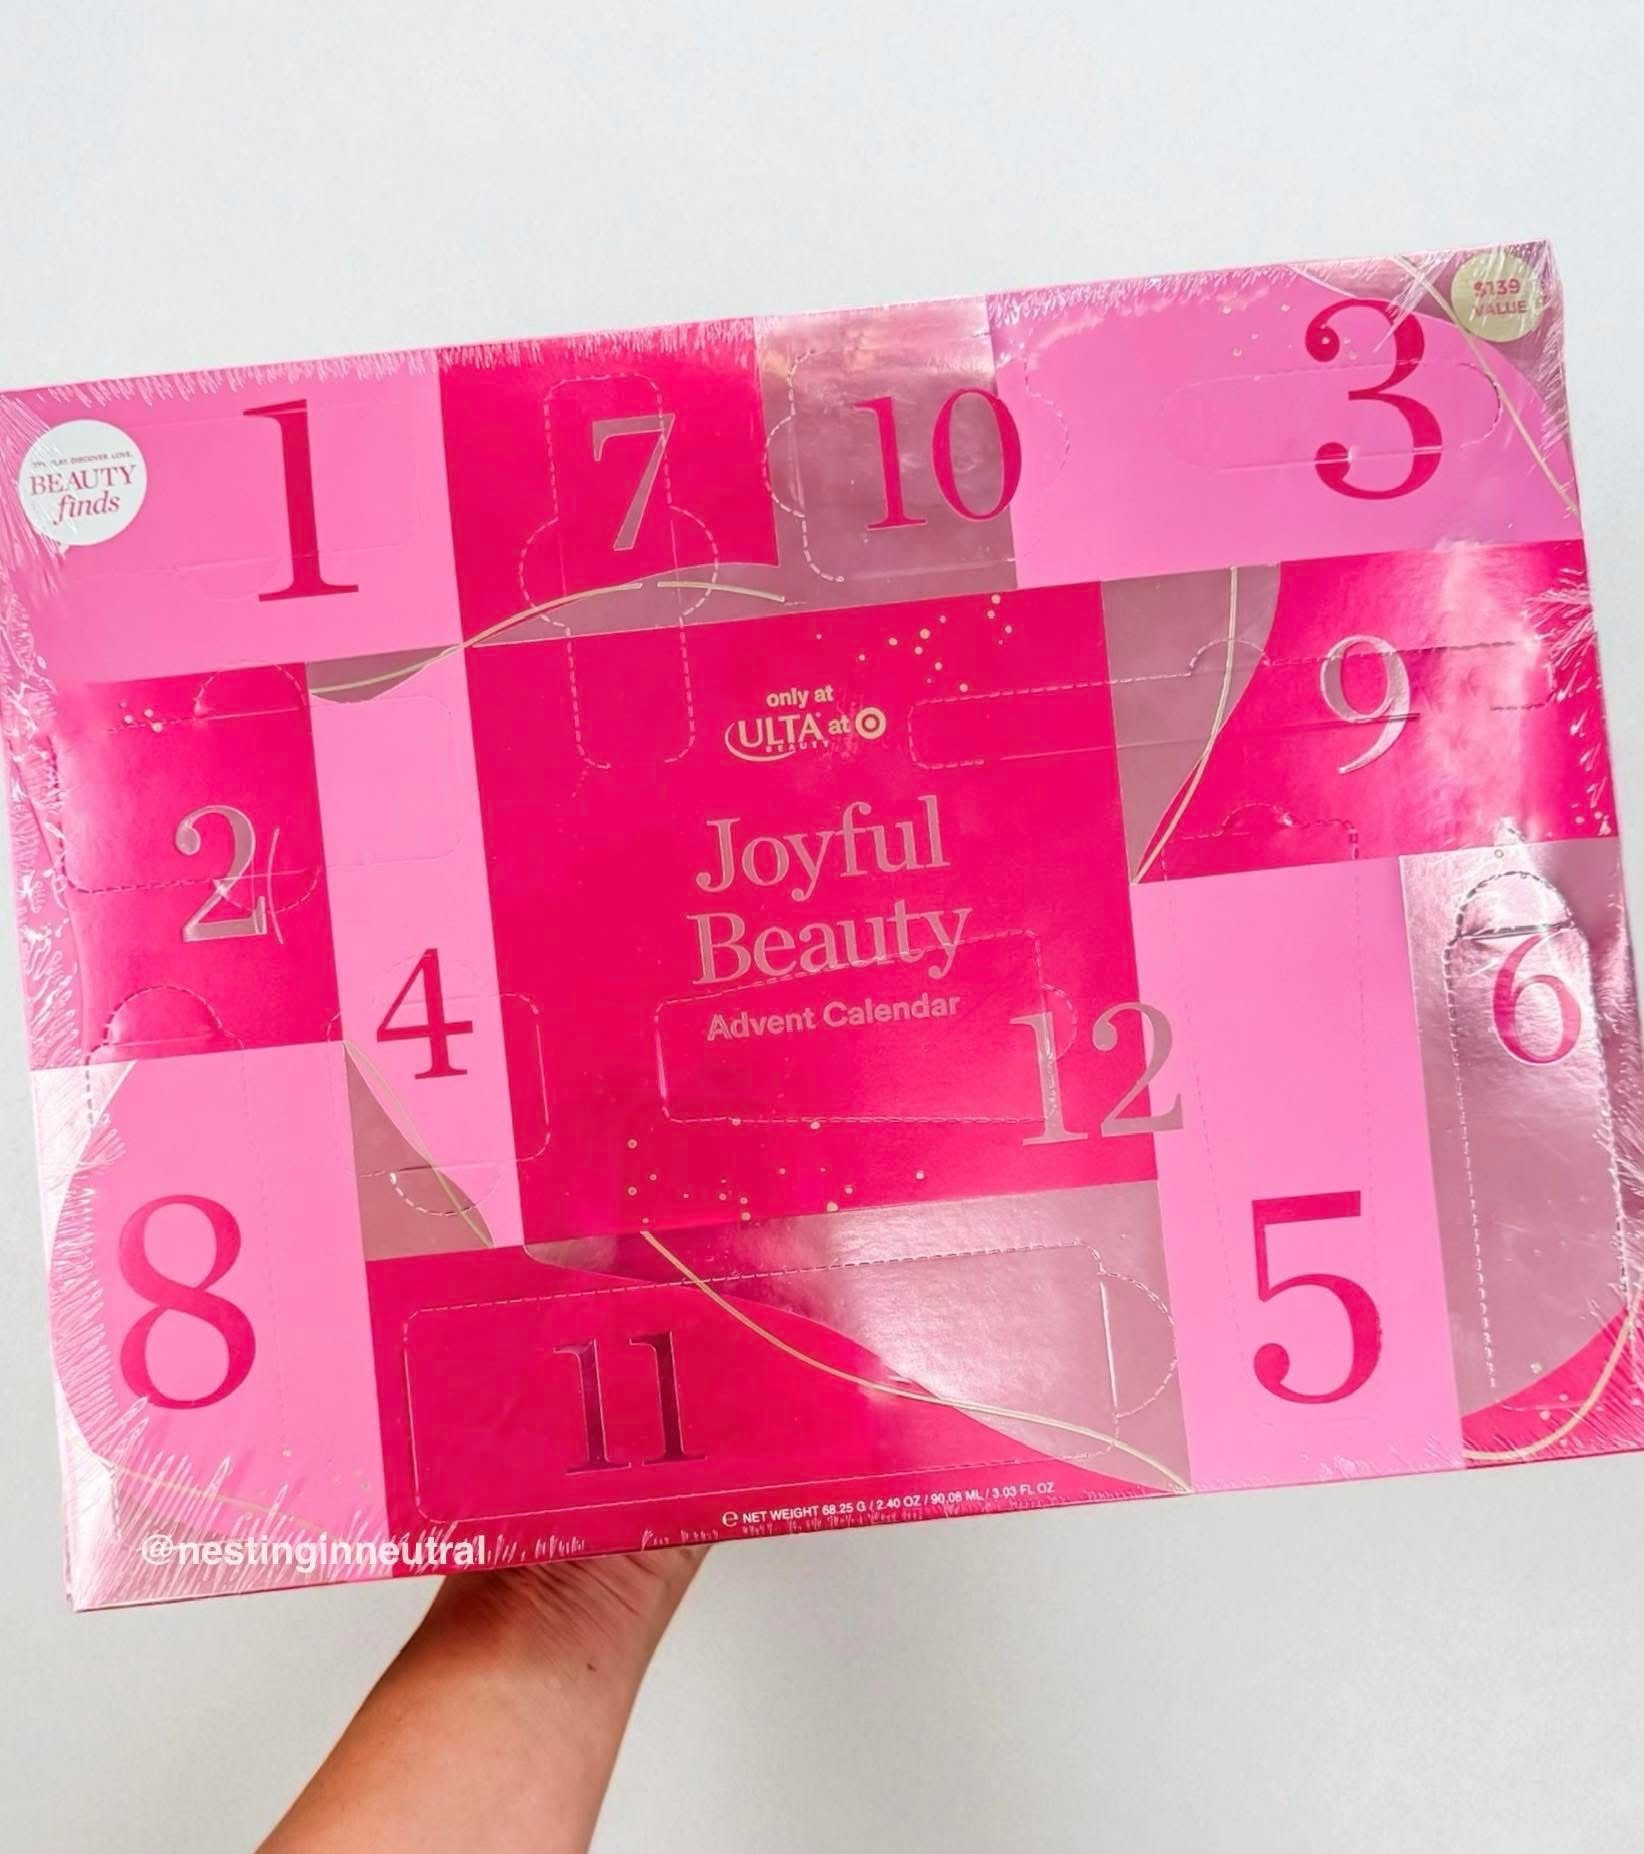 $139
VALUE
1
7
10
3
BEAUTY
finds
2
4
only at
ULTA at
BEAUTY
Joyful
Beauty
Advent Calendar
9
12
6
8
11
5
℮ NET WEIGHT 68.25 G / 2.40 OZ / 90.08 ML / 3.03 FL OZ
@nestinginneutral